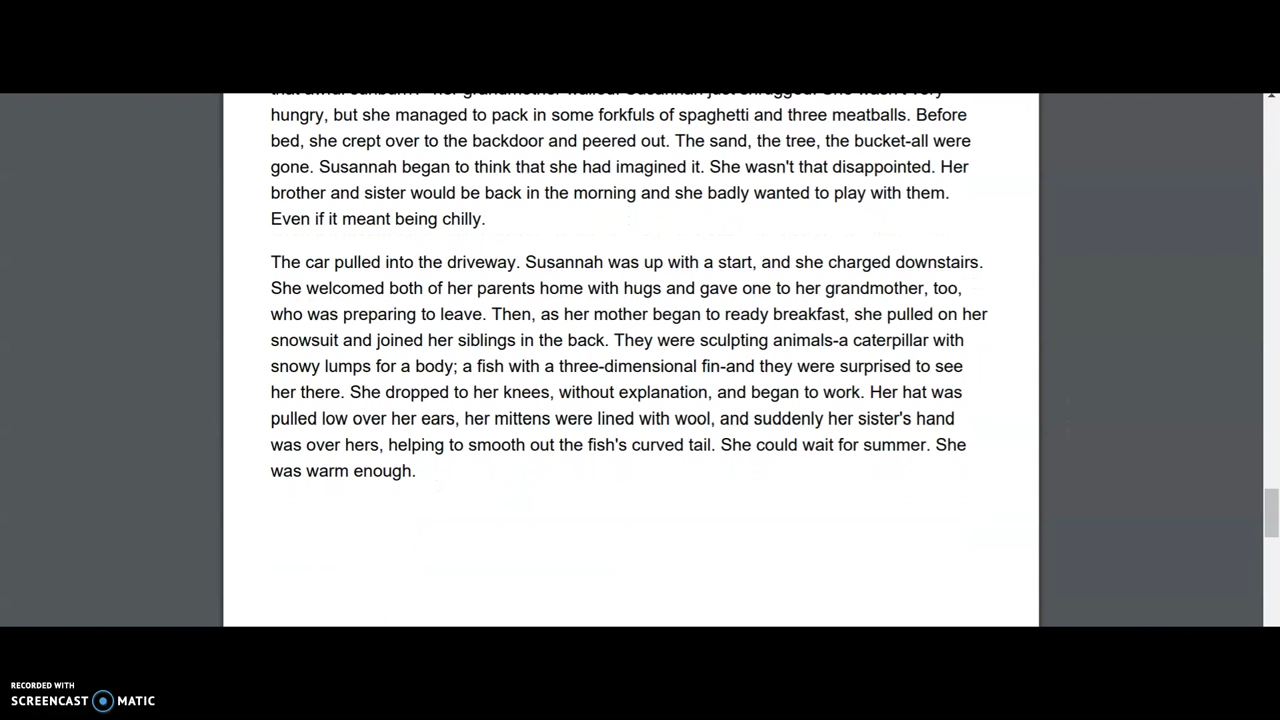 hungry, but she managed to pack in some forkfuls of spaghetti and three meatballs. Before
bed, she crept over to the backdoor and peered out. The sand, the tree, the bucket-all were
gone. Susannah began to think that she had imagined it. She wasn't that disappointed. Her
brother and sister would be back in the morning and she badly wanted to play with them.
Even if it meant being chilly.
The car pulled into the driveway. Susannah was up with a start, and she charged downstairs.
She welcomed both of her parents home with hugs and gave one to her grandmother, too,
who was preparing to leave. Then, as her mother began to ready breakfast, she pulled on her
snowsuit and joined her siblings in the back. They were sculpting animals-a caterpillar with
snowy lumps for a body; a fish with a three-dimensional fin-and they were surprised to see
her there. She dropped to her knees, without explanation, and began to work. Her hat was
pulled low over her ears, her mittens were lined with wool, and suddenly her sister's hand
was over hers, helping to smooth out the fish's curved tail. She could wait for summer. She
was warm enough.
RECORDED WITH
SCREENCAST MATIC